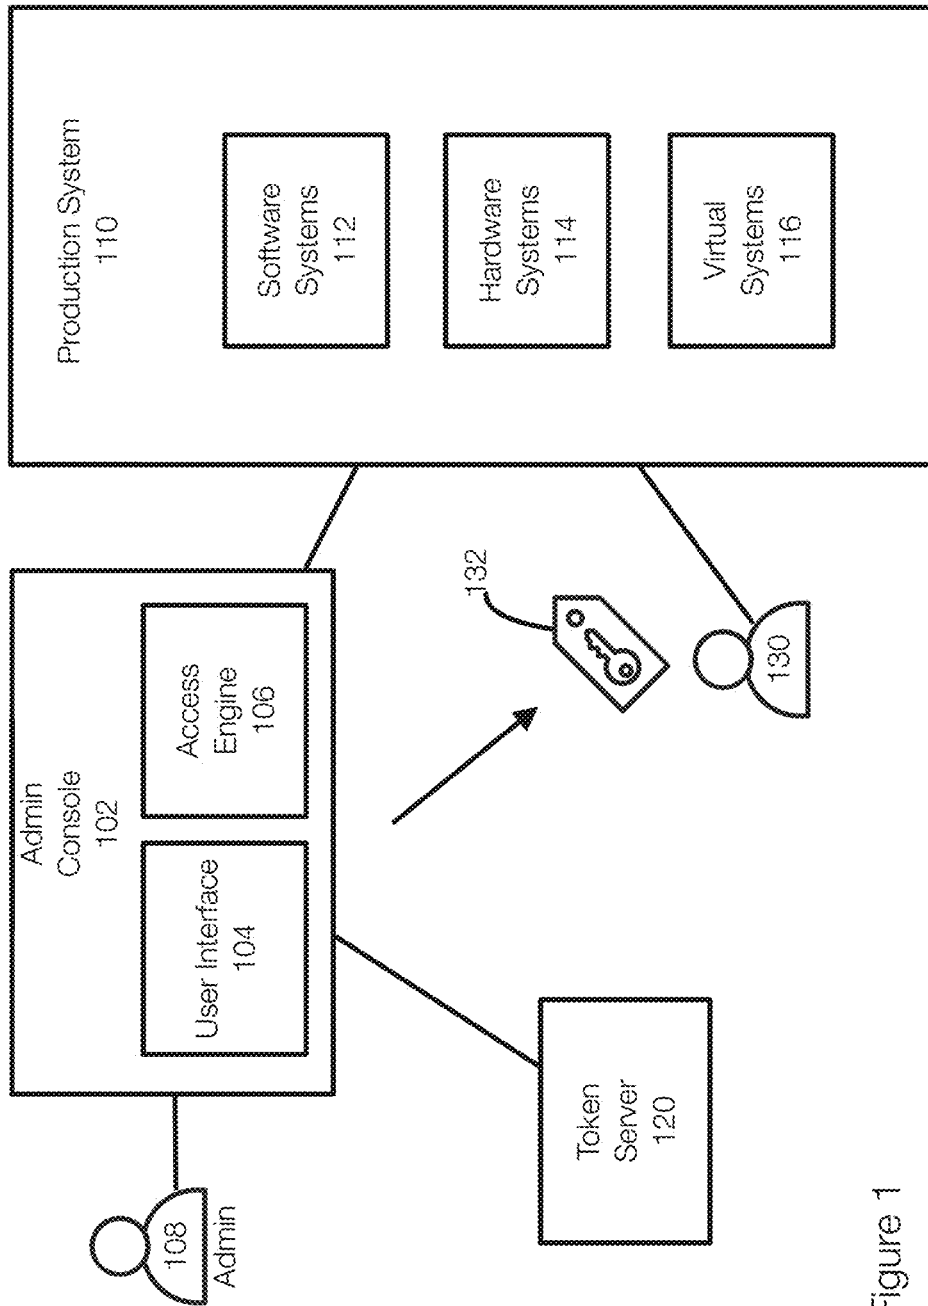 Admin
Console
102
User Interface
104
Access
Engine
106
108
Admin
Token
Server
120
132
130
Production System
110
Software
Systems
112
Hardware
Systems
114
Virtual
Systems
116
Figure 1